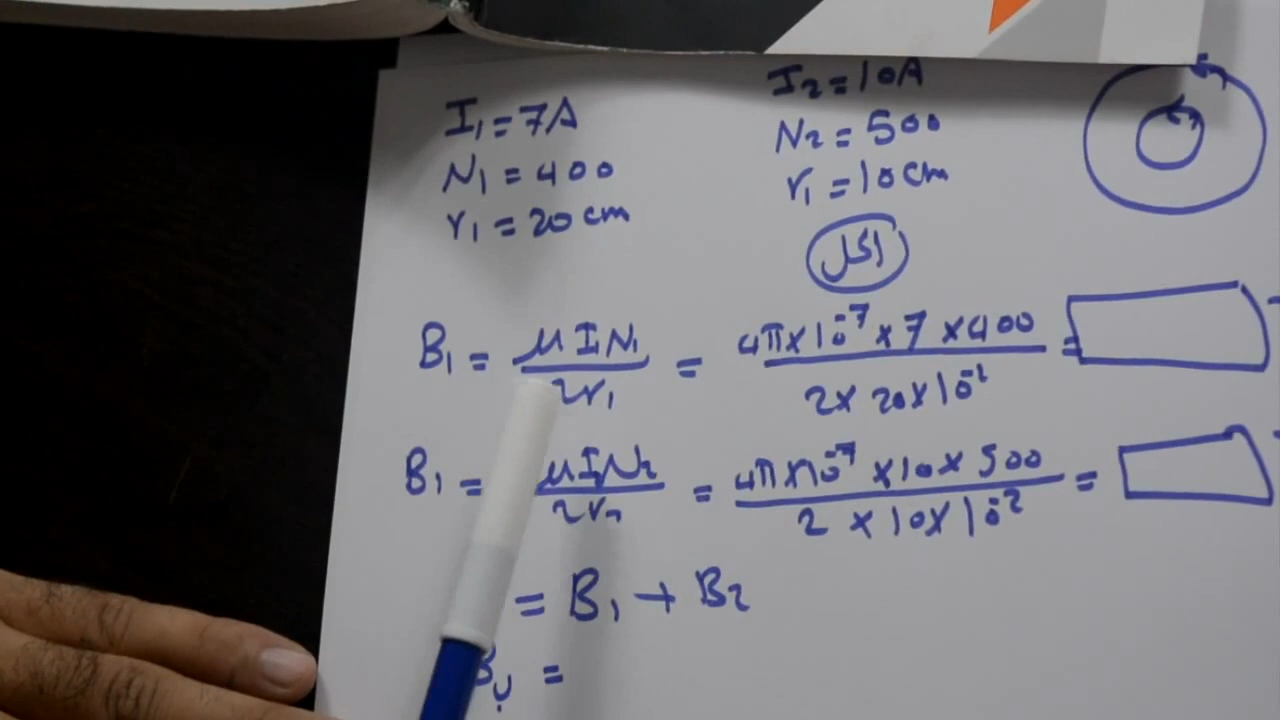 I₁ = 7A
N₁ = 400
r₁ = 20 cm
I₂ = 10A
N₂ = 500
r₁ = 10 cm
الحل
B₁ = μIN₁ / 2r₁ = 4π×10⁻⁷ × 7 × 400 / 2 × 20 × 10⁻² =
B₁ = μIN₂ / 2r₂ = 4π×10⁻⁷ × 10 × 500 / 2 × 10 × 10⁻² =
= B₁ + B₂
=